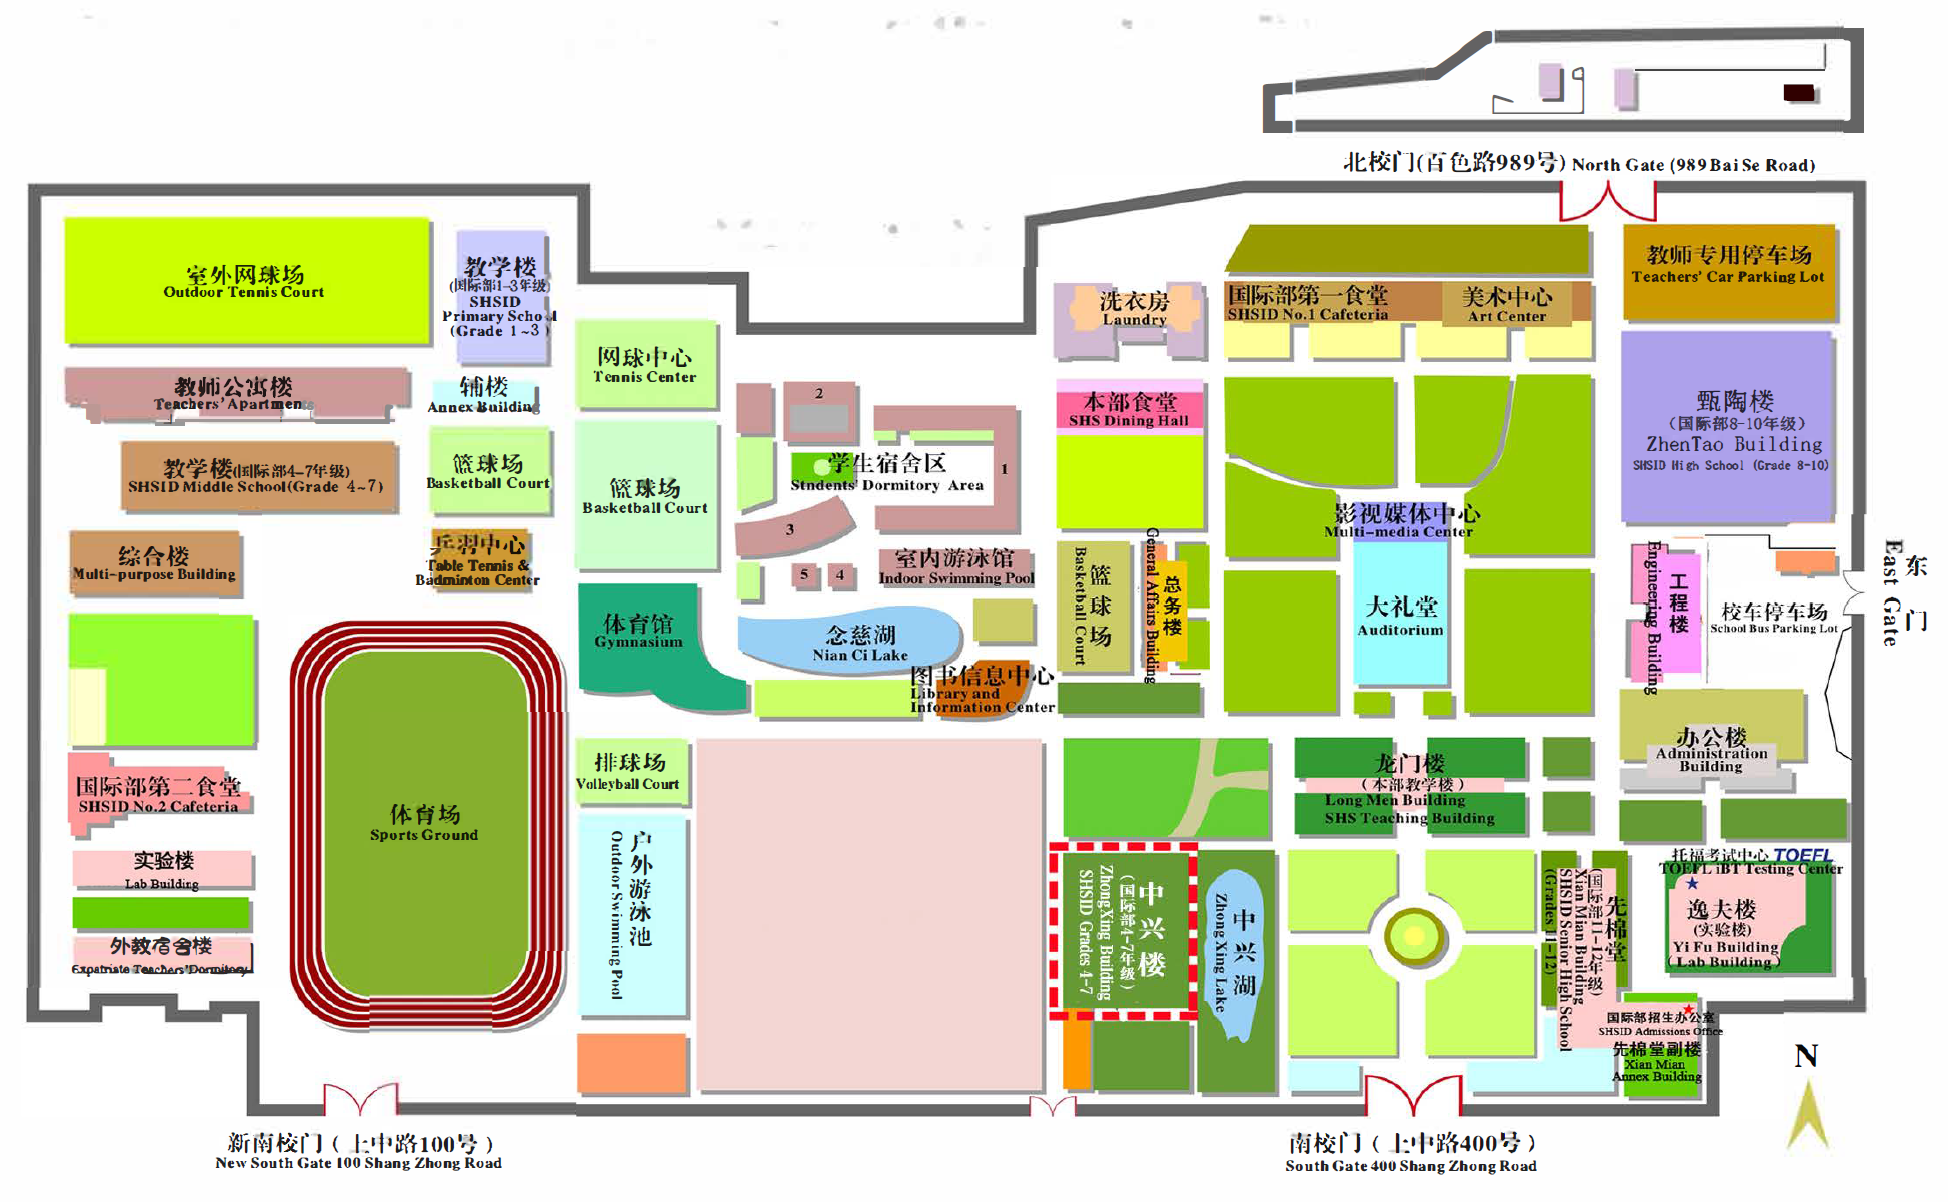 北校门(百色路989号) North Gate (989 Bai Se Road)
室外网球场
Outdoor Tennis Court
教学楼
(国际部1-3年级)
SHSID
Primary School
(Grade 1~3)
教师公寓楼
Teachers' Apartments
辅楼
Annex Building
教学楼(国际部4-7年级)
SHSID Middle School(Grade 4~7)
篮球场
Basketball Court
综合楼
Multi-purpose Building
乒羽中心
Table Tennis &
Badminton Center
网球中心
Tennis Center
篮球场
Basketball Court
体育馆
Gymnasium
2
1
学生宿舍区
Stndents' Dormitory Area
3
5
4
室内游泳馆
Indoor Swimming Pool
念慈湖
Nian Ci Lake
图书信息中心
Library and
Information Center
洗衣房
Laundry
本部食堂
SHS Dining Hall
篮球场
Basketball Court
General Affairs Building
总务楼
国际部第一食堂
SHSID No.1 Cafeteria
美术中心
Art Center
影视媒体中心
Multi-media Center
大礼堂
Auditorium
教师专用停车场
Teachers' Car Parking Lot
甄陶楼
(国际部8-10年级)
ZhenTao Building
SHSID High School (Grade 8-10)
Engineering Building
工程楼
校车停车场
School Bus Parking Lot
东门
East Gate
办公楼
Administration
Building
国际部第二食堂
SHSID No.2 Cafeteria
实验楼
Lab Building
外教宿舍楼
Expatriate Teachers'Dormitory
体育场
Sports Ground
排球场
Volleyball Court
户外游泳池
Outdoor Swimming Pool
中兴楼
(国际部4-7年级)
ZhongXing Building
SHSID Grades 4-7
中兴湖
ZhongXing Lake
龙门楼
(本部教学楼)
Long Men Building
SHS Teaching Building
先棉堂
(国际部11-12年级)
Xian Mian Building
SHSID Senior High School
(Grades 11-12)
托福考试中心 TOEFL
TOEFL iBT Testing Center
逸夫楼
(实验楼)
Yi Fu Building
(Lab Building)
国际部招生办公室
SHSID Admissions Office
先棉堂副楼
Xian Mian
Annex Building
N
新南校门(上中路100号)
New South Gate 100 Shang Zhong Road
南校门(上中路400号)
South Gate 400 Shang Zhong Road